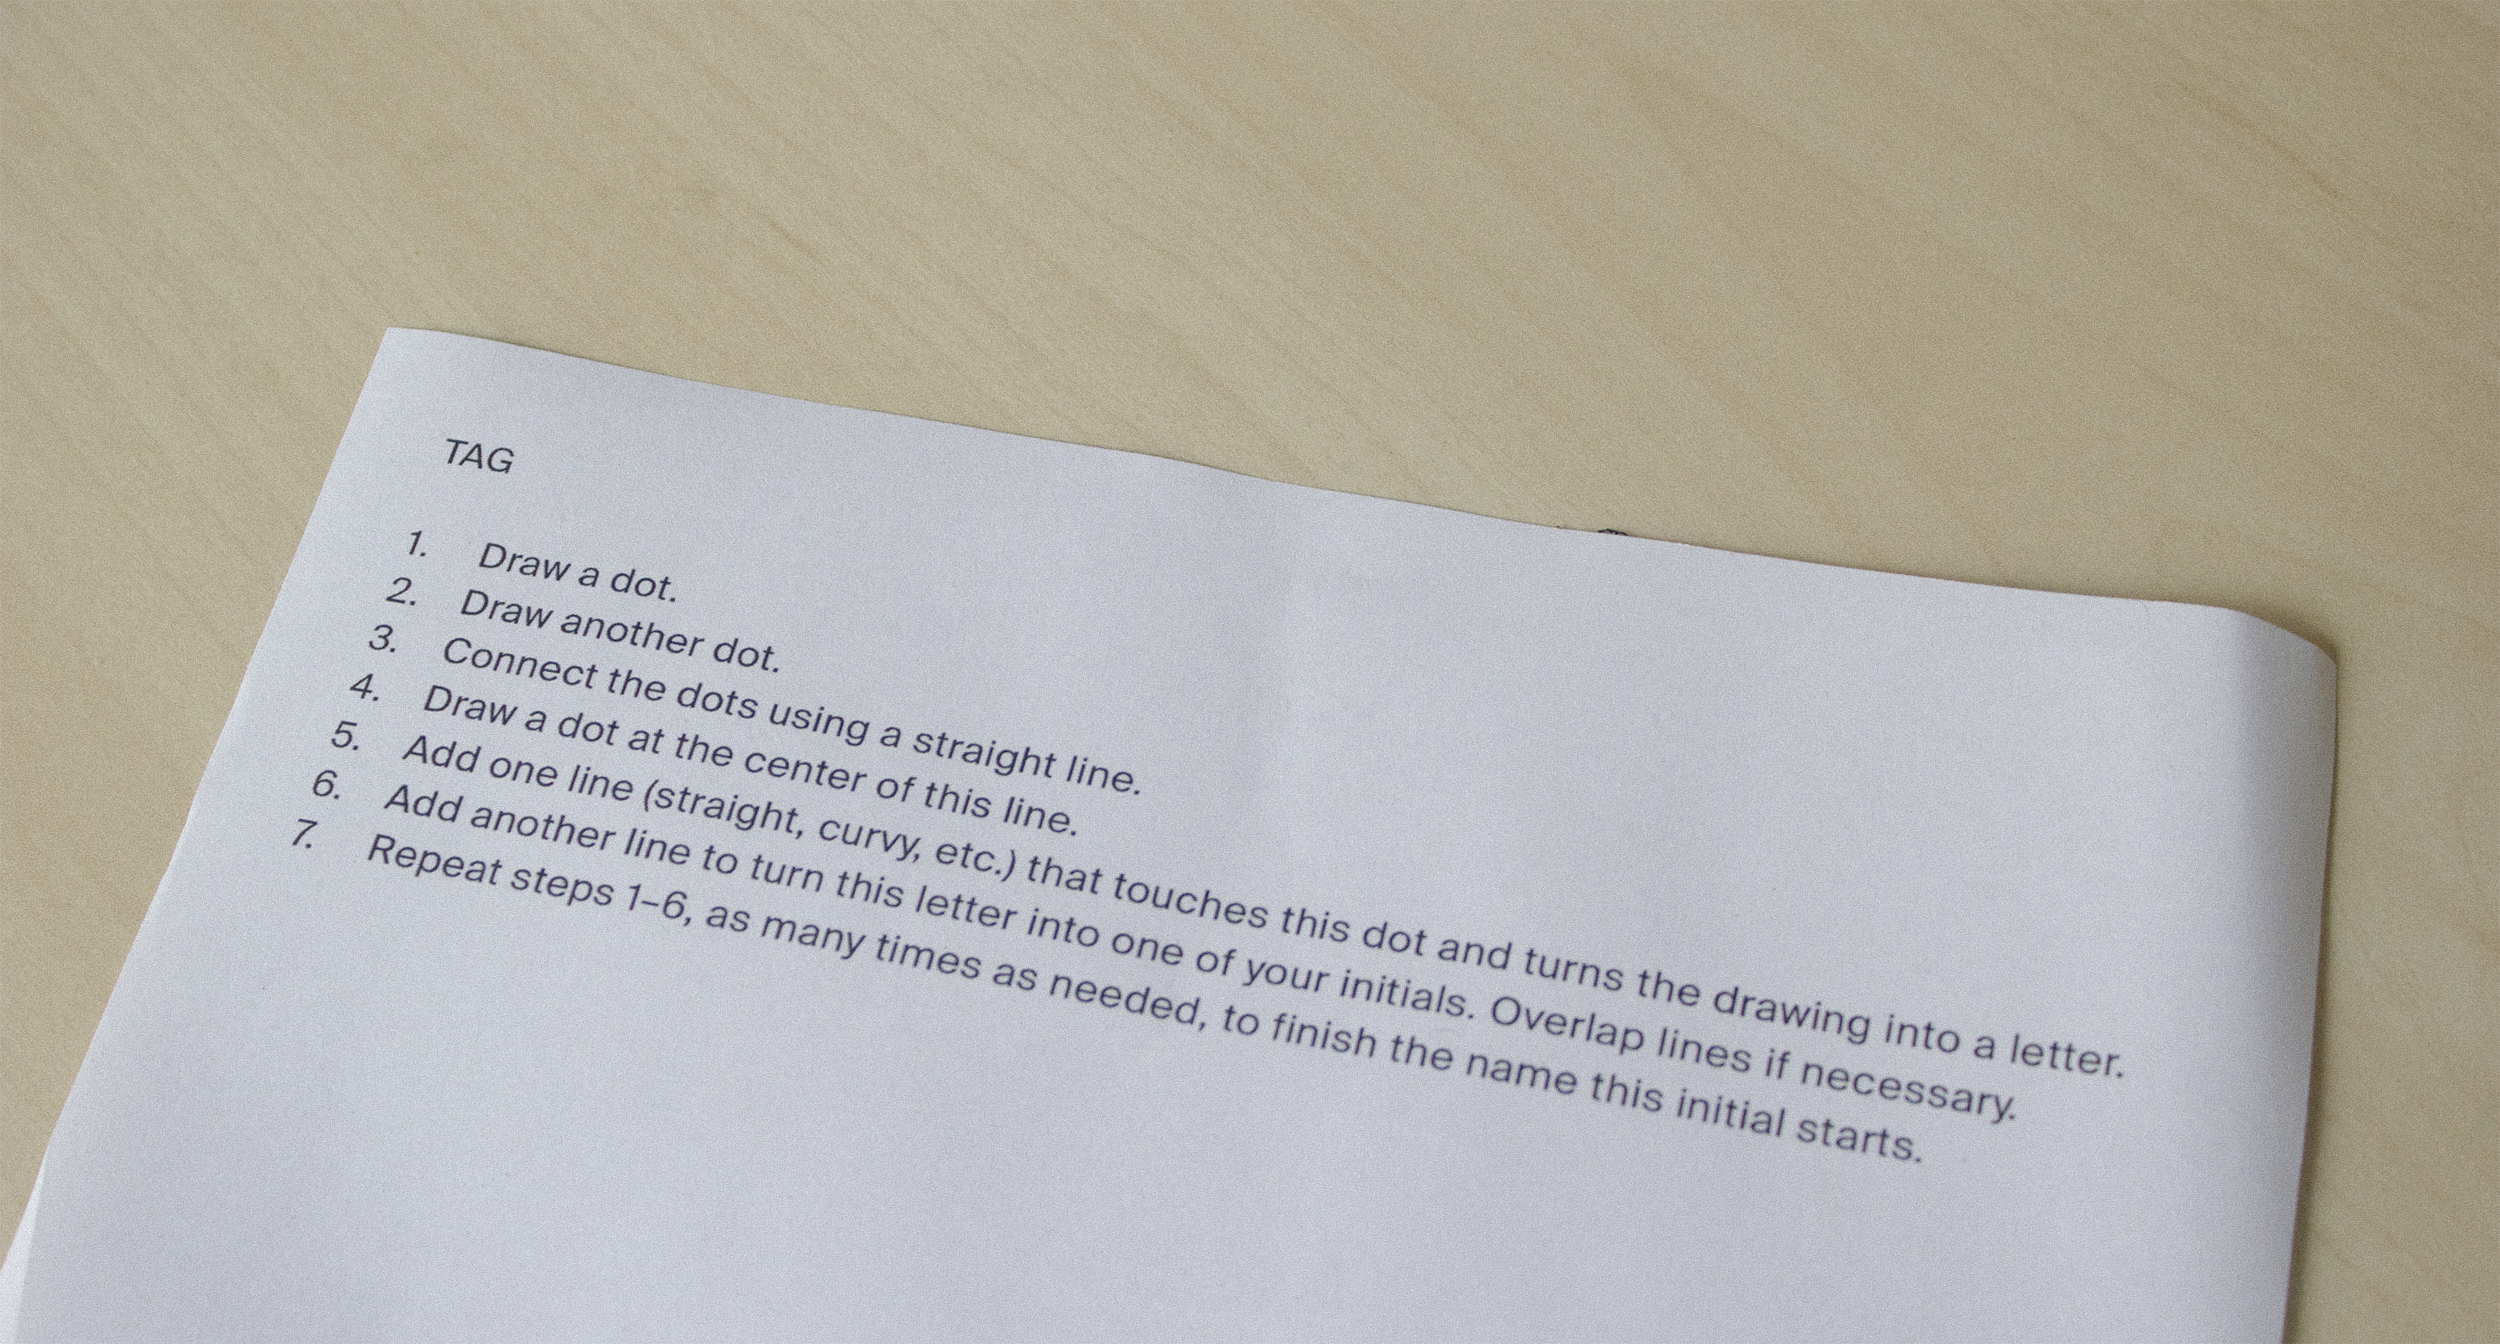 TAG
1. Draw a dot.
2. Draw another dot.
3. Connect the dots using a straight line.
4. Draw a dot at the center of this line.
5. Add one line (straight, curvy, etc.) that touches this dot and turns the drawing into a letter.
6. Add another line to turn this letter into one of your initials. Overlap lines if necessary.
7. Repeat steps 1–6, as many times as needed, to finish the name this initial starts.